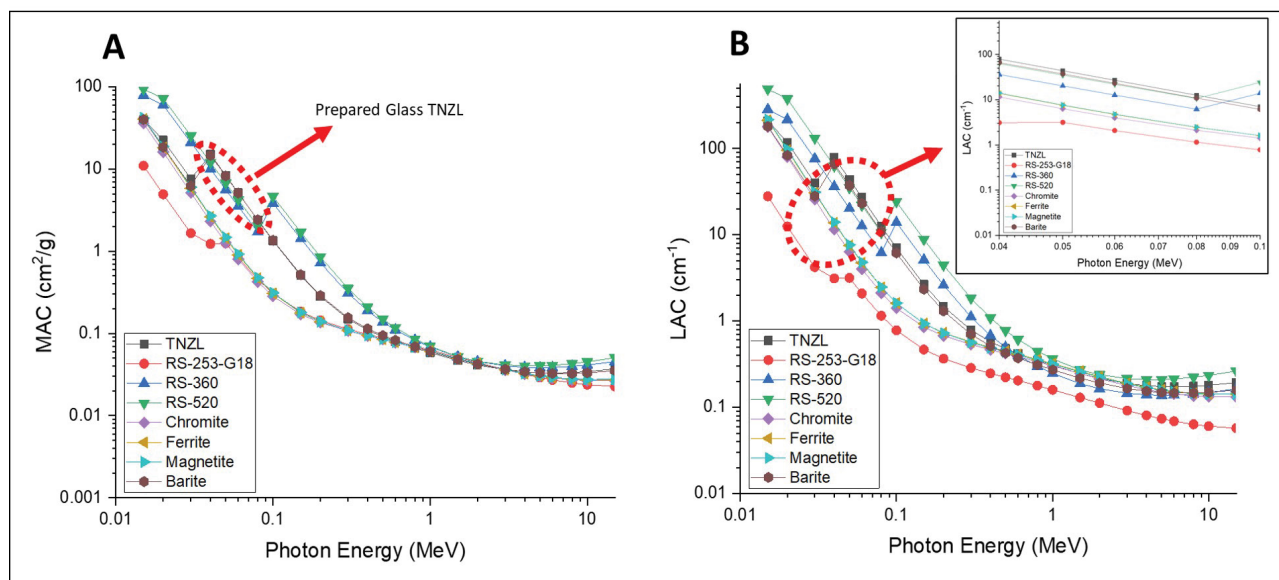 A
Prepared Glass TNZL
100
10
1
0.1
0.01
0.001
MAC (cm²/g)
TNZL
RS-253-G18
RS-360
RS-520
Chromite
Ferrite
Magnetite
Barite
0.01
0.1
1
10
Photon Energy (MeV)
B
100
10
1
0.1
0.01
LAC (cm⁻¹)
TNZL
RS-253-G18
RS-360
RS-520
Chromite
Ferrite
Magnetite
Barite
0.01
0.1
1
10
Photon Energy (MeV)
100
10
1
0.1
0.01
LAC (cm⁻¹)
TNZL
RS-253-G18
RS-360
RS-520
Chromite
Ferrite
Magnetite
Barite
0.04
0.05
0.06
0.07
0.08
0.09
0.1
Photon Energy (MeV)